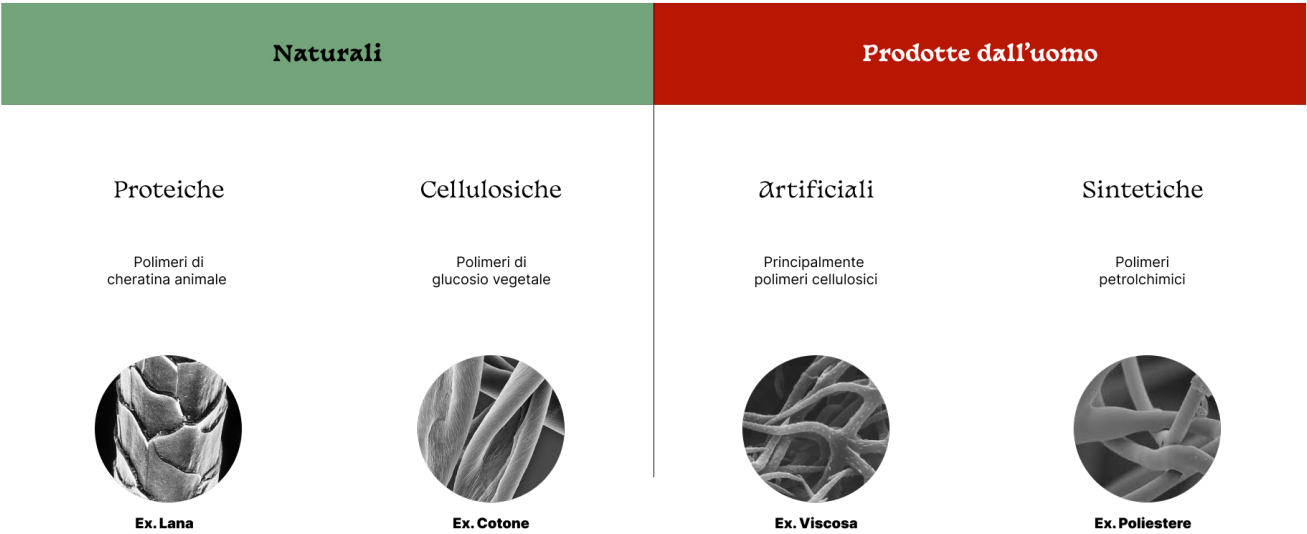 Naturali
Prodotte dall'uomo
Proteiche
Cellulosiche
Artificiali
Sintetiche
Polimeri di
cheratina animale
Polimeri di
glucosio vegetale
Principalmente
polimeri cellulosici
Polimeri
petrolchimici
Ex. Lana
Ex. Cotone
Ex. Viscosa
Ex. Poliestere